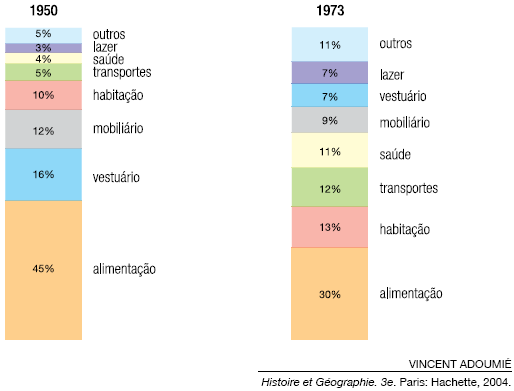 1950
5% outros
3% lazer
4% saúde
5% transportes
10% habitação
12% mobiliário
16% vestuário
45% alimentação
1973
11% outros
7% lazer
7% vestuário
9% mobiliário
11% saúde
12% transportes
13% habitação
30% alimentação
VINCENT ADOUMIÉ
Histoire et Géographie. 3e. Paris: Hachette, 2004.